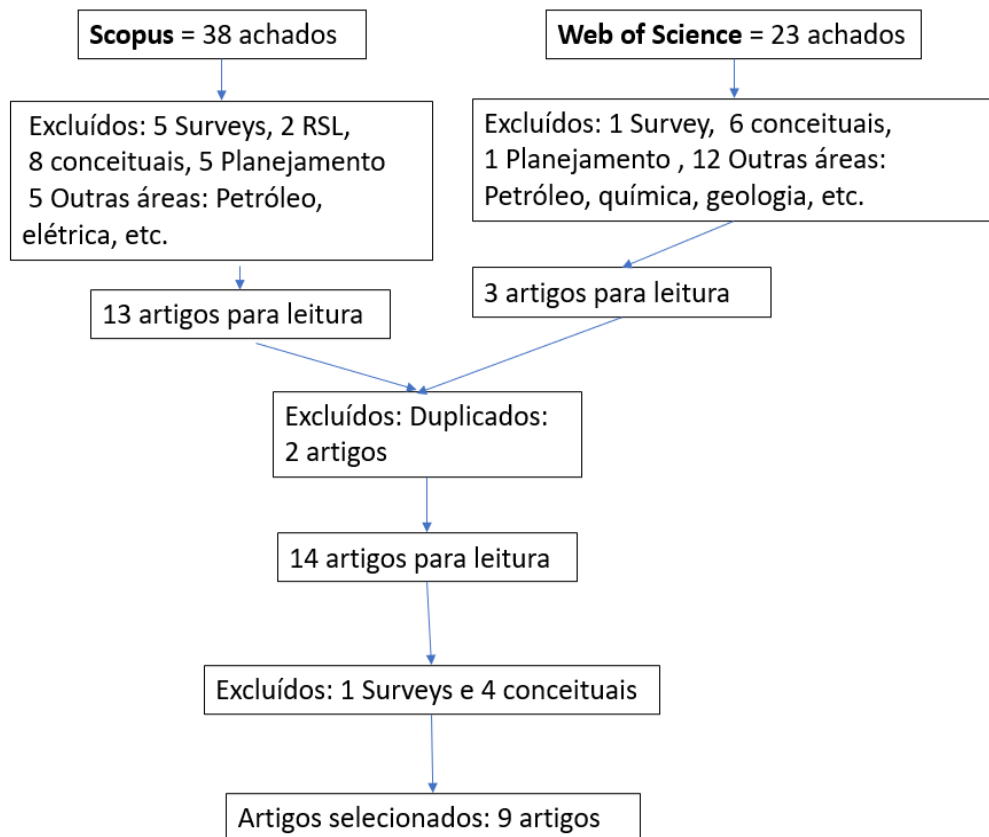 Scopus = 38 achados
Excluídos: 5 Surveys, 2 RSL,
8 conceituais, 5 Planejamento
5 Outras áreas: Petróleo,
elétrica, etc.
13 artigos para leitura
Web of Science = 23 achados
Excluídos: 1 Survey, 6 conceituais,
1 Planejamento , 12 Outras áreas:
Petróleo, química, geologia, etc.
3 artigos para leitura
Excluídos: Duplicados:
2 artigos
14 artigos para leitura
Excluídos: 1 Surveys e 4 conceituais
Artigos selecionados: 9 artigos